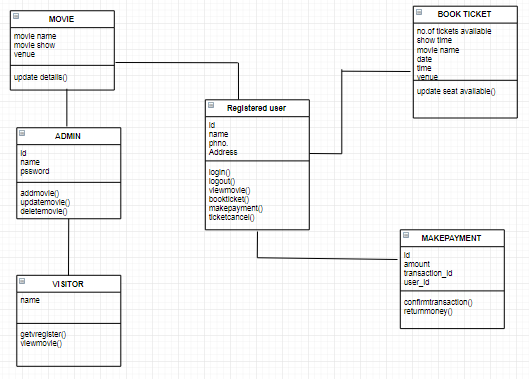 MOVIE
movie name
movie show
venue
update details()
BOOK TICKET
no.of tickets available
show time
movie name
date
time
venue
update seat available()
Registered user
id
name
phno.
Address
login()
logout()
viewmovie()
bookticket()
makepayment()
ticketcancel()
ADMIN
id
name
pssword
addmovie()
updatemovie()
deletemovie()
MAKEPAYMENT
id
amount
transaction_id
user_id
confirmtransaction()
returnmoney()
VISITOR
name
getvregister()
viewmovie()